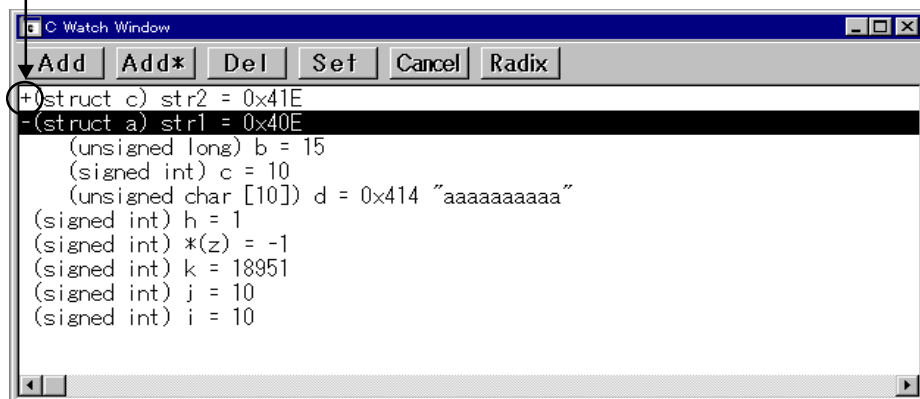 C Watch Window
Add Add* Del Set Cancel Radix
+(struct c) str2 = 0x41E
-(struct a) str1 = 0x40E
(unsigned long) b = 15
(signed int) c = 10
(unsigned char [10]) d = 0x414 "aaaaaaaaaa"
(signed int) h = 1
(signed int) *(z) = -1
(signed int) k = 18951
(signed int) j = 10
(signed int) i = 10